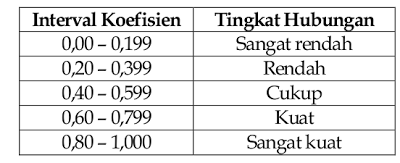 Interval Koefisien Tingkat Hubungan
0,00 – 0,199 Sangat rendah
0,20 – 0,399 Rendah
0,40 – 0,599 Cukup
0,60 – 0,799 Kuat
0,80 – 1,000 Sangat kuat